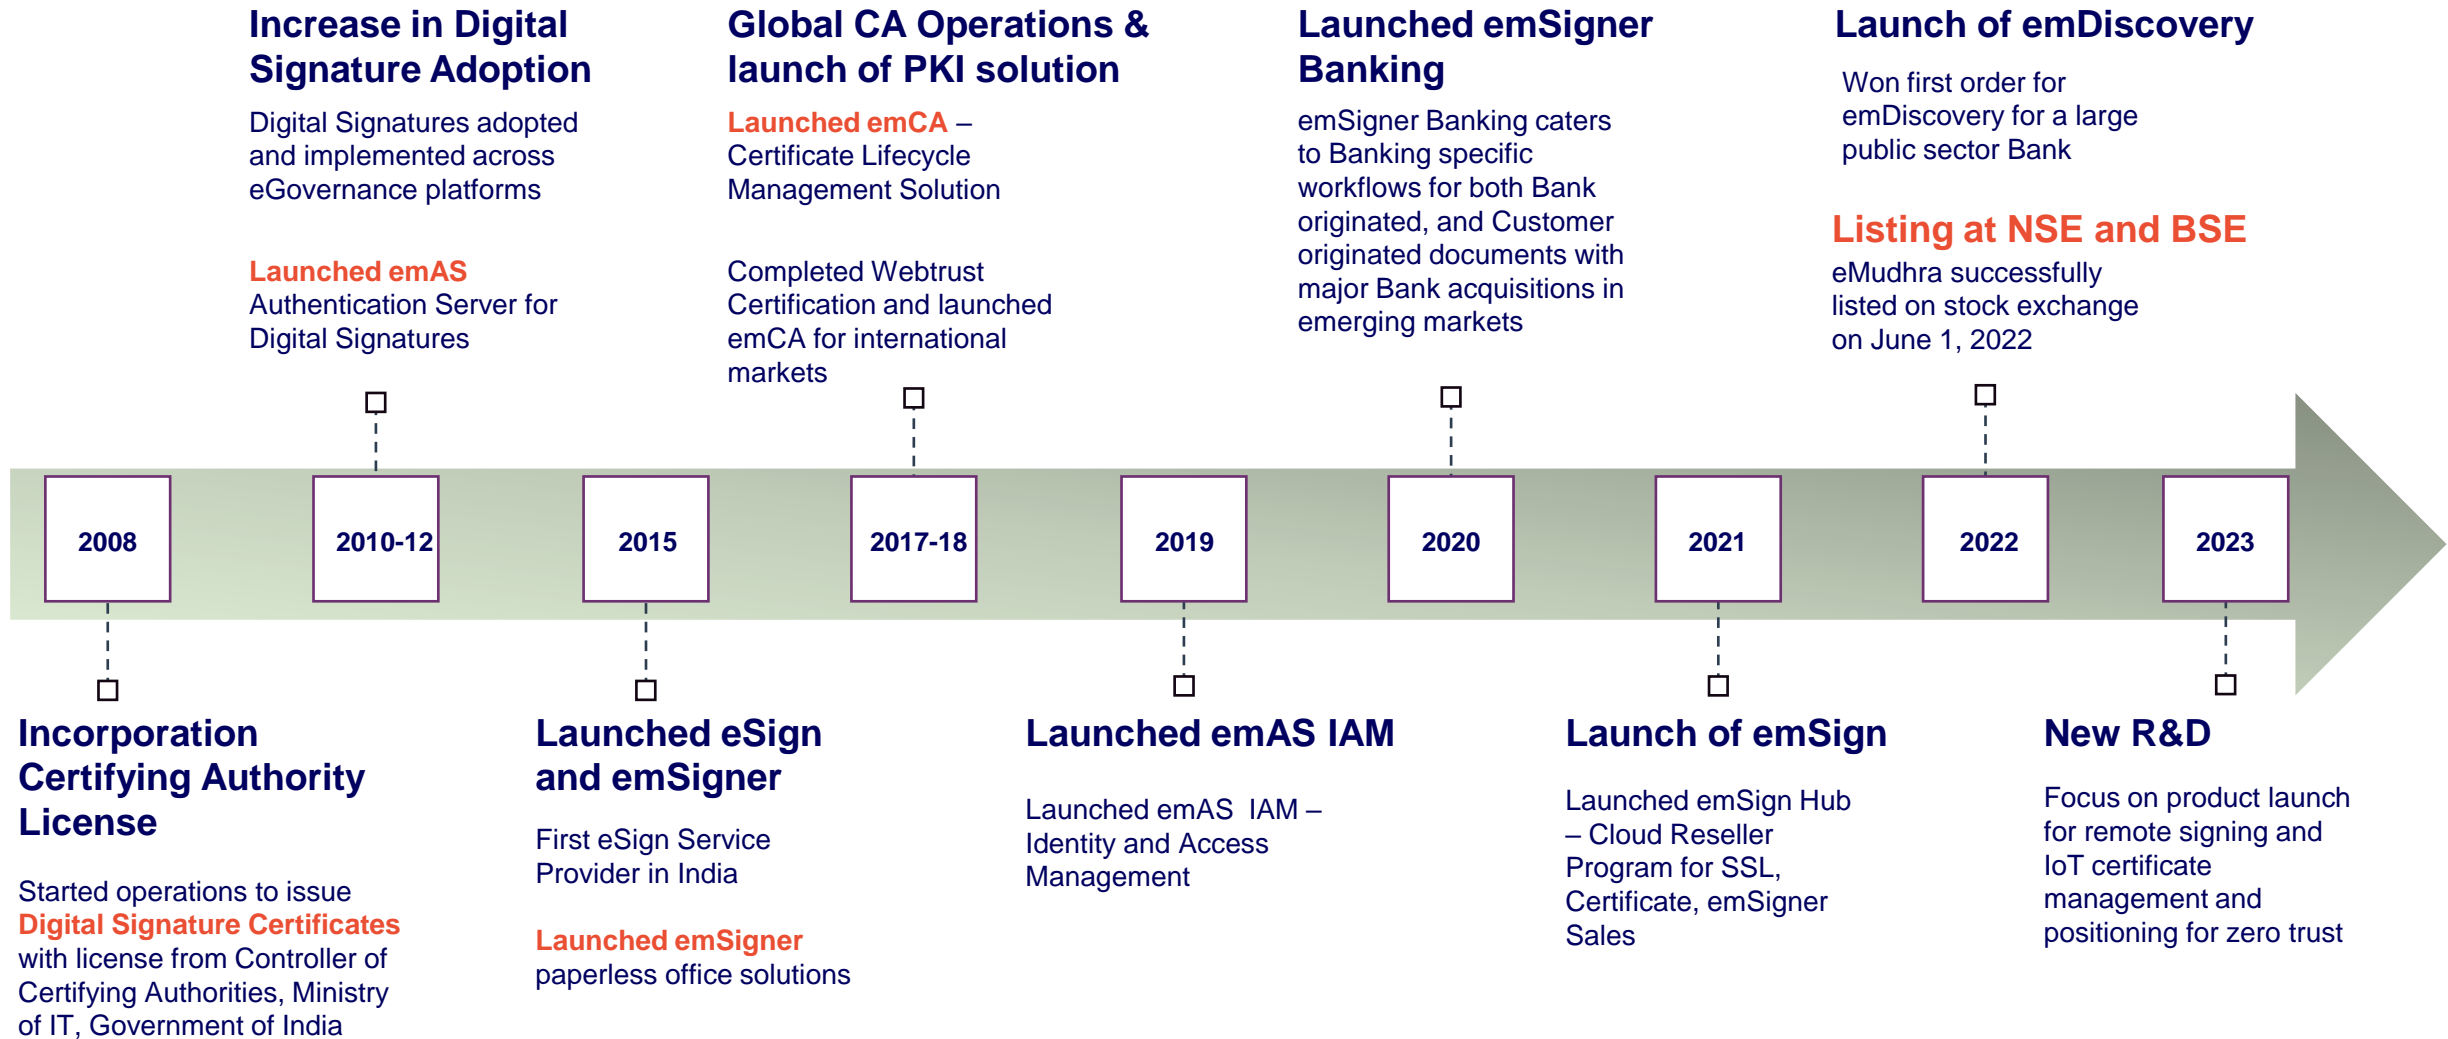 Increase in Digital
Signature Adoption
Digital Signatures adopted
and implemented across
eGovernance platforms
Launched emAS
Authentication Server for
Digital Signatures
Global CA Operations &
launch of PKI solution
Launched emCA –
Certificate Lifecycle
Management Solution
Completed Webtrust
Certification and launched
emCA for international
markets
Launched emSigner
Banking
emSigner Banking caters
to Banking specific
workflows for both Bank
originated, and Customer
originated documents with
major Bank acquisitions in
emerging markets
Launch of emDiscovery
Won first order for
emDiscovery for a large
public sector Bank
Listing at NSE and BSE
eMudhra successfully
listed on stock exchange
on June 1, 2022
2008
2010-12
2015
2017-18
2019
2020
2021
2022
2023
Incorporation
Certifying Authority
License
Started operations to issue
Digital Signature Certificates
with license from Controller of
Certifying Authorities, Ministry
of IT, Government of India
Launched eSign
and emSigner
First eSign Service
Provider in India
Launched emSigner
paperless office solutions
Launched emAS IAM
Launched emAS IAM –
Identity and Access
Management
Launch of emSign
Launched emSign Hub
– Cloud Reseller
Program for SSL,
Certificate, emSigner
Sales
New R&D
Focus on product launch
for remote signing and
IoT certificate
management and
positioning for zero trust